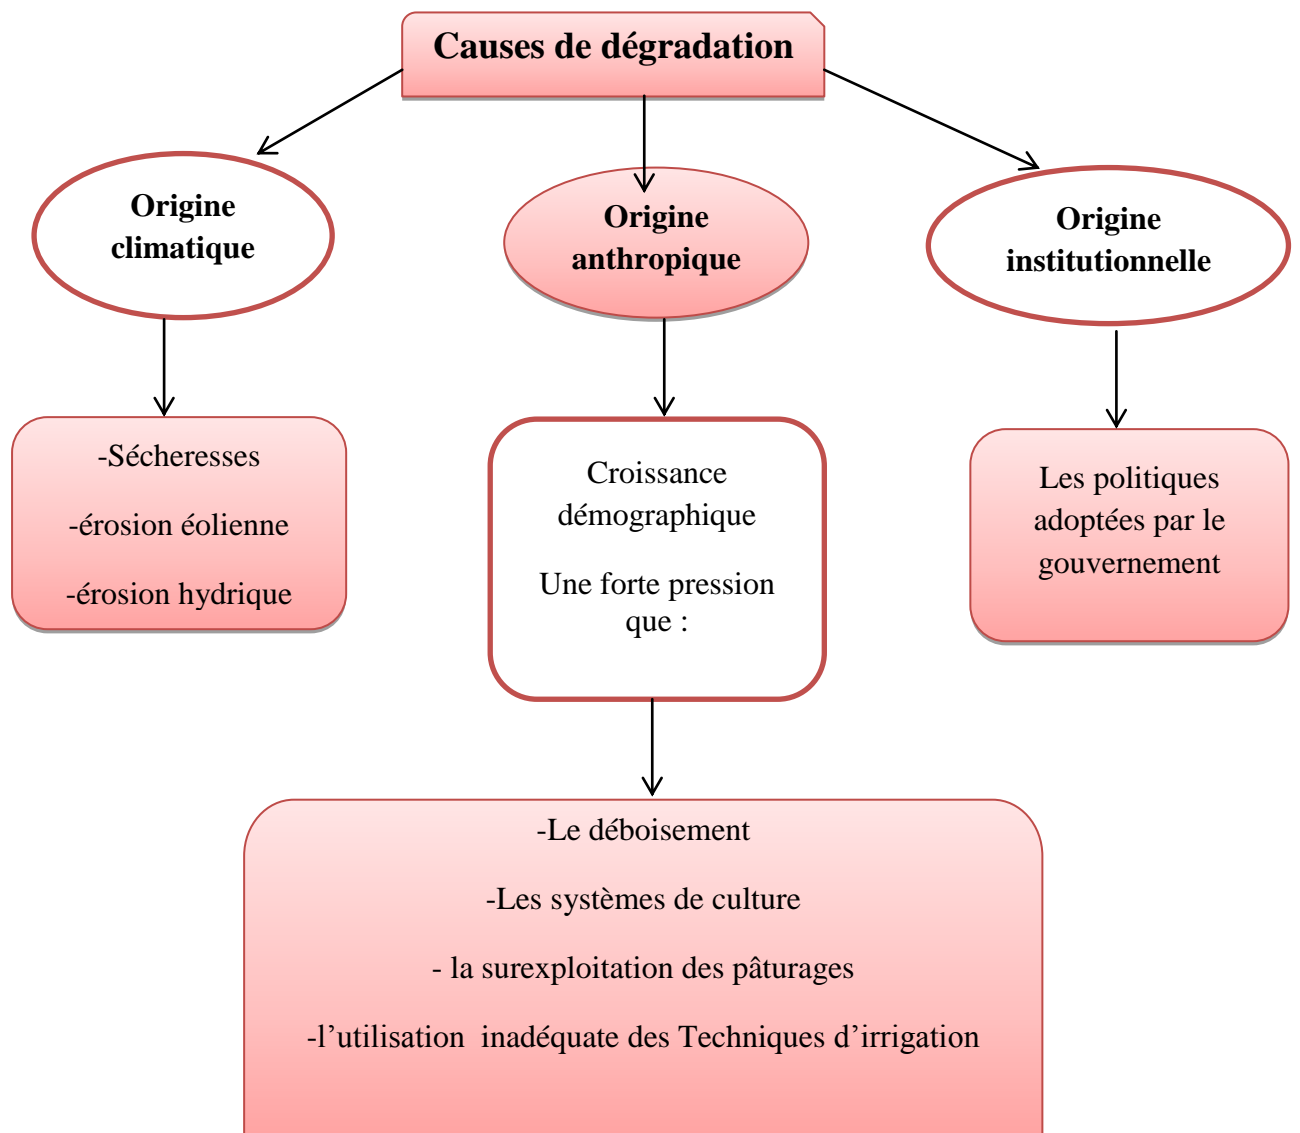 Causes de dégradation
Origine
climatique
Origine
anthropique
Origine
institutionnelle
-Sécheresses
-érosion éolienne
-érosion hydrique
Croissance
démographique
Une forte pression
que :
Les politiques
adoptées par le
gouvernement
-Le déboisement
-Les systèmes de culture
- la surexploitation des pâturages
-l’utilisation  inadéquate des Techniques d’irrigation